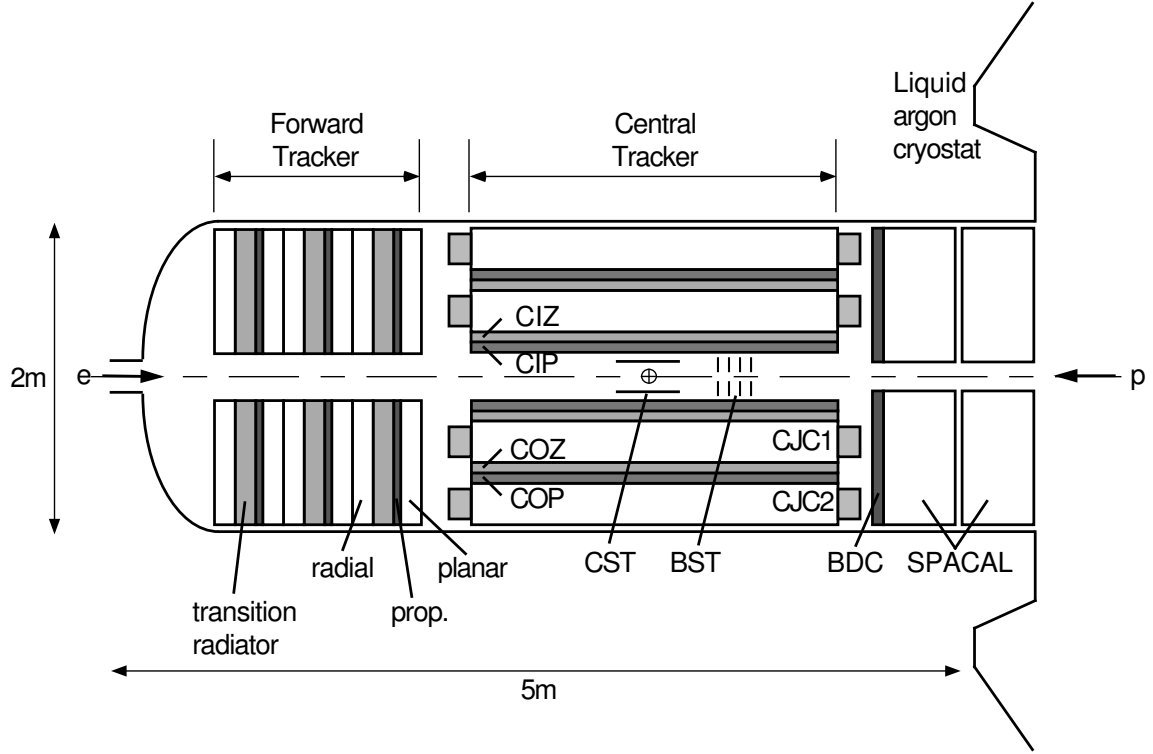 Forward
Tracker
Central
Tracker
Liquid
argon
cryostat
CIZ
CIP
2m
e
p
COZ
CJC1
COP
CJC2
radial
planar
CST
BST
BDC
SPACAL
transition
radiator
prop.
5m